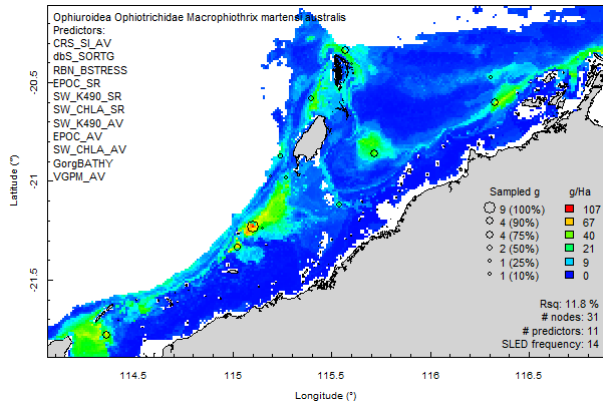 Ophiuroidea Ophiotrichidae Macrophiothrix martensi australis
Predictors:
CRS_SI_AV
dbS_SORTG
RBN_BSTRESS
EPOC_SR
SW_K490_SR
SW_CHLA_SR
SW_K490_AV
EPOC_AV
SW_CHLA_AV
GorgBATHY
VGPM_AV
20.5
21
-21.5
Latitude (°)
Sampled g g/Ha
9 (100%) 107
4 (90%) 67
4 (75%) 40
2 (50%) 21
1 (25%) 9
1 (10%) 0
Rsq: 11.8 %
# nodes: 31
# predictors: 11
SLED frequency: 14
114.5 115 115.5 116 116.5
Longitude (°)